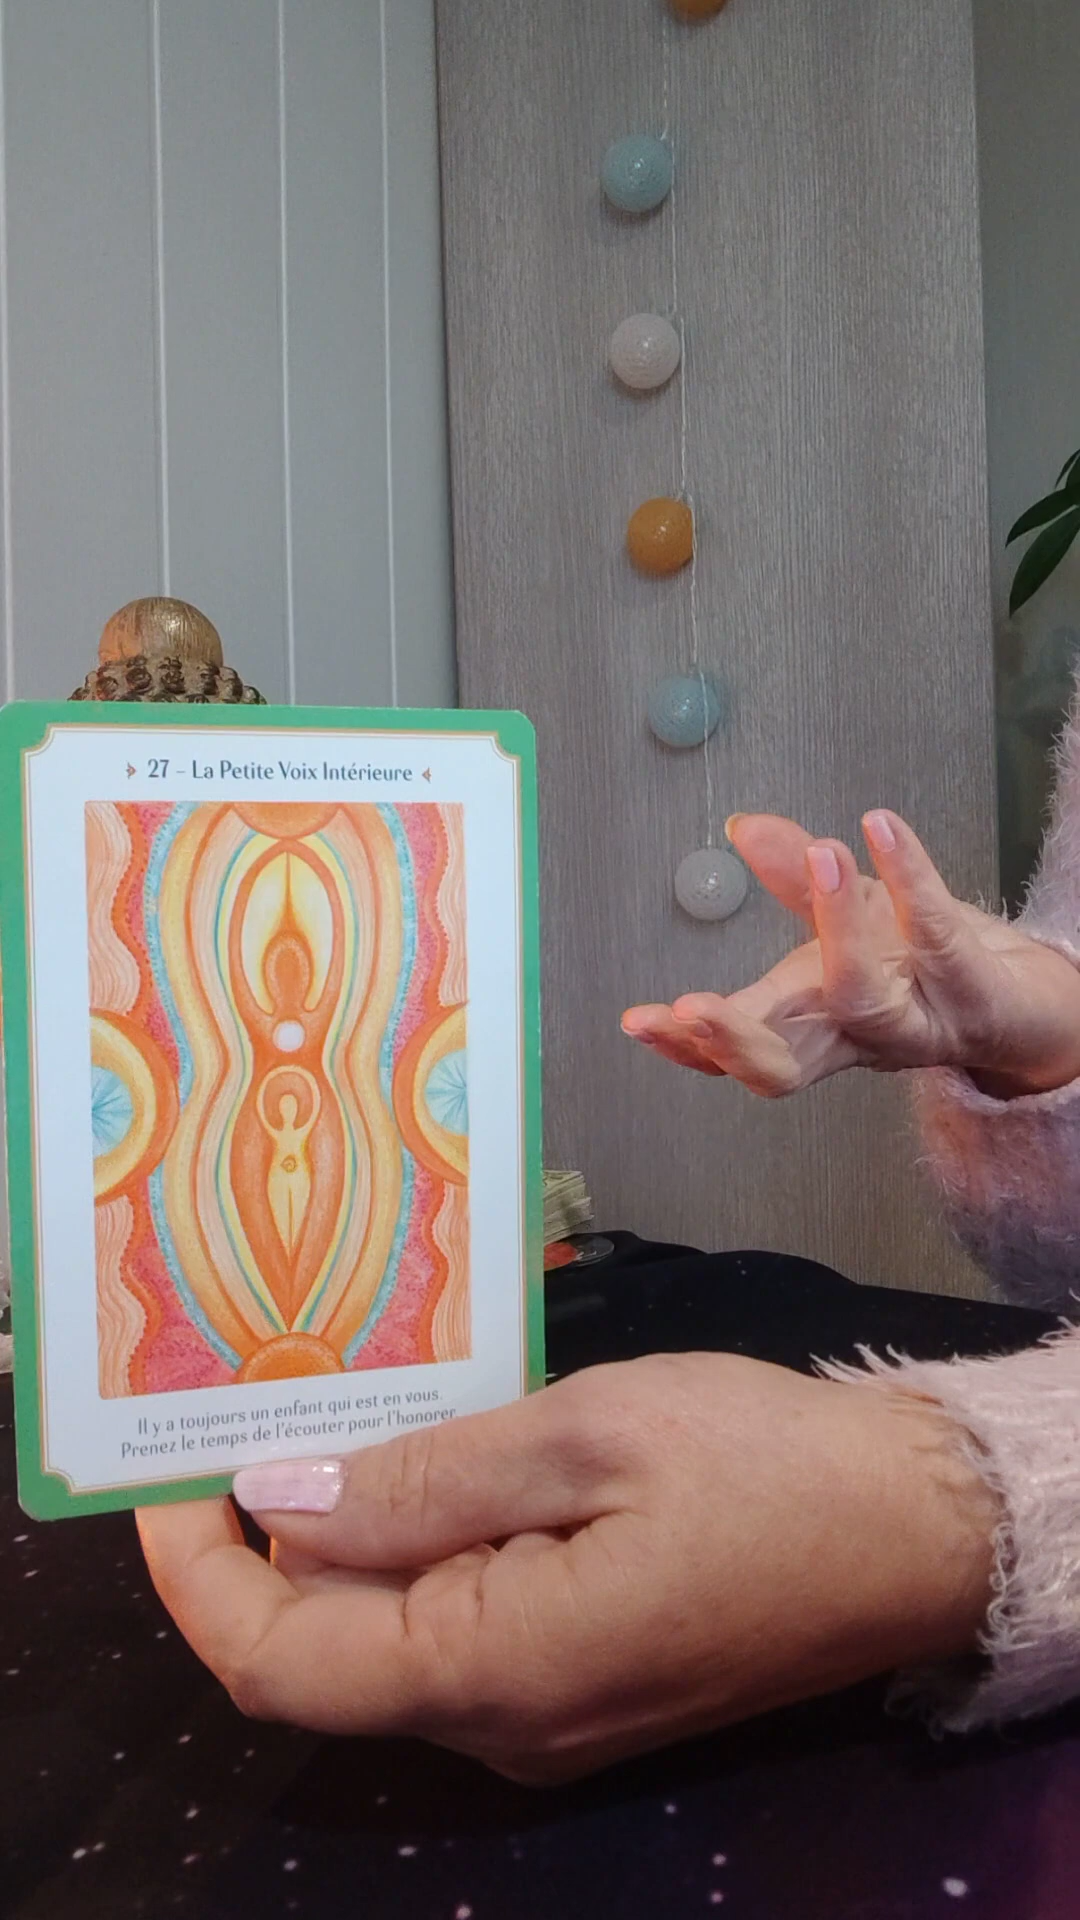 27 – La Petite Voix Intérieure
Il y a toujours un enfant qui est en vous.
Prenez le temps de l'écouter pour l'honorer